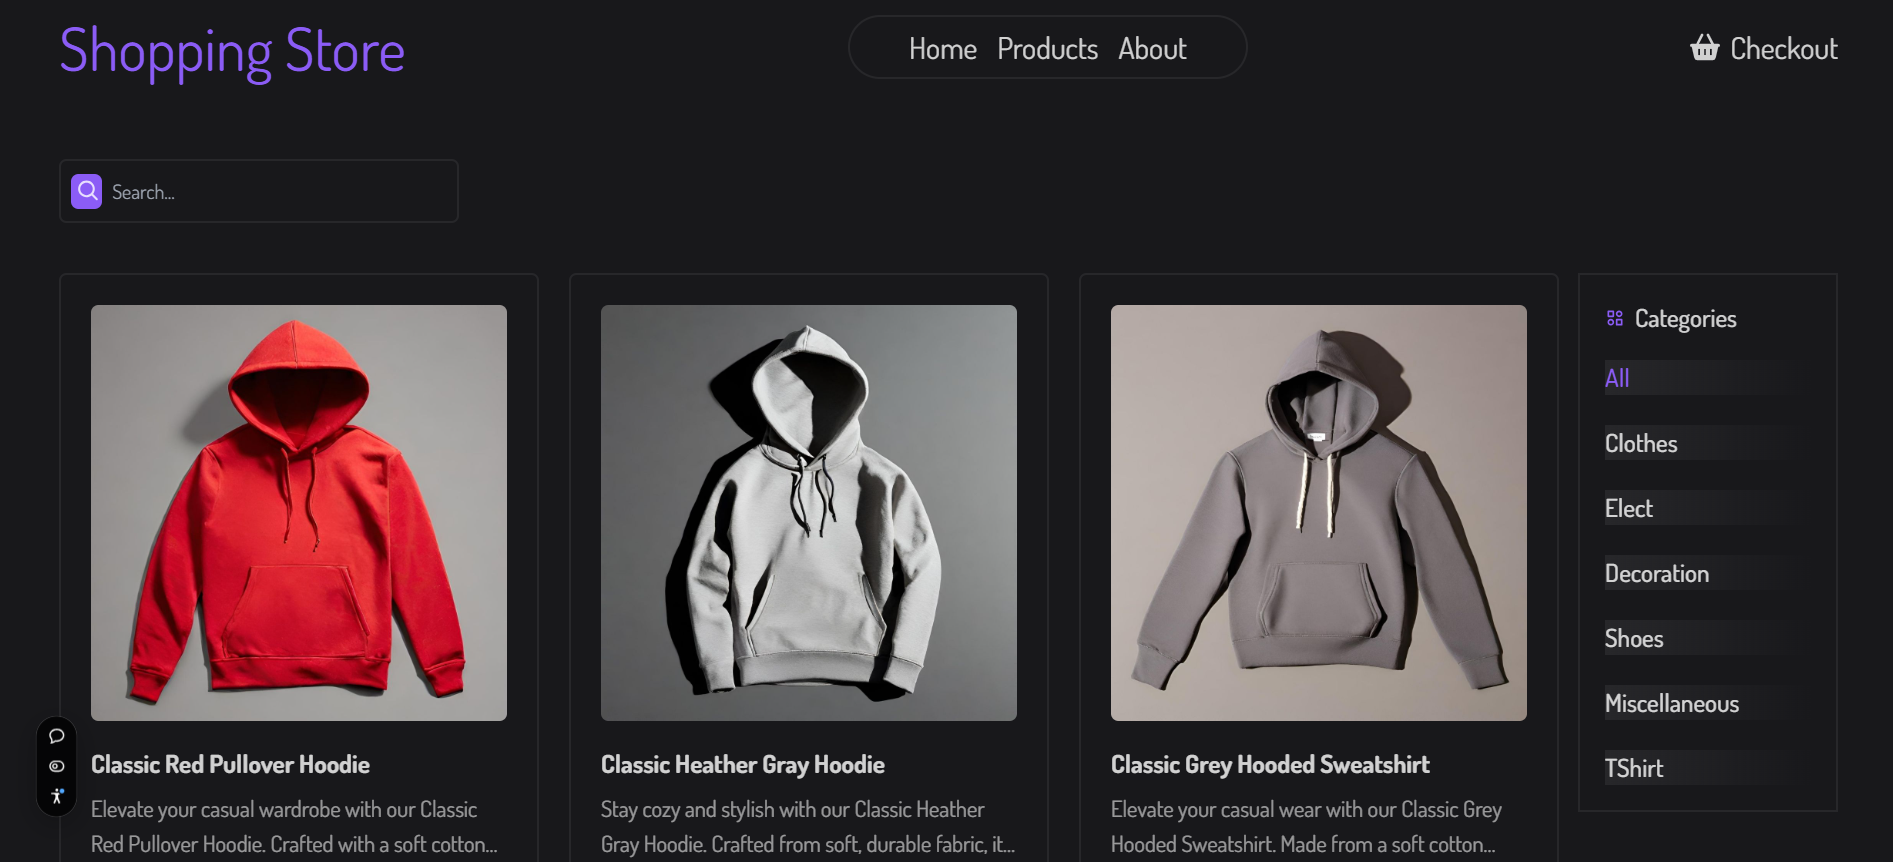 Shopping Store
Home Products About
Checkout
Search...
Categories
All
Clothes
Elect
Decoration
Shoes
Miscellaneous
TShirt
Classic Red Pullover Hoodie
Elevate your casual wardrobe with our Classic
Red Pullover Hoodie. Crafted with a soft cotton...
Classic Heather Gray Hoodie
Stay cozy and stylish with our Classic Heather
Gray Hoodie. Crafted from soft, durable fabric, it...
Classic Grey Hooded Sweatshirt
Elevate your casual wear with our Classic Grey
Hooded Sweatshirt. Made from a soft cotton...